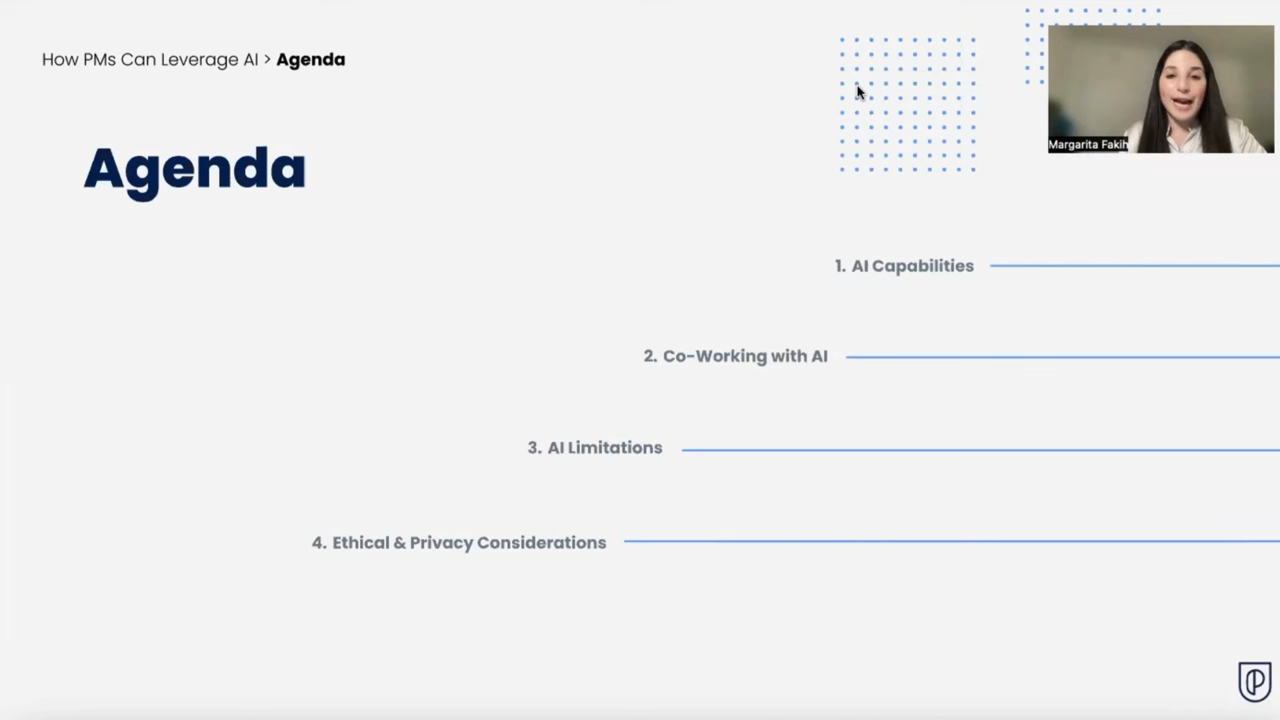 How PMs Can Leverage AI > Agenda
Margarita Fakih
Agenda
1. AI Capabilities
2. Co-Working with AI
3. AI Limitations
4. Ethical & Privacy Considerations